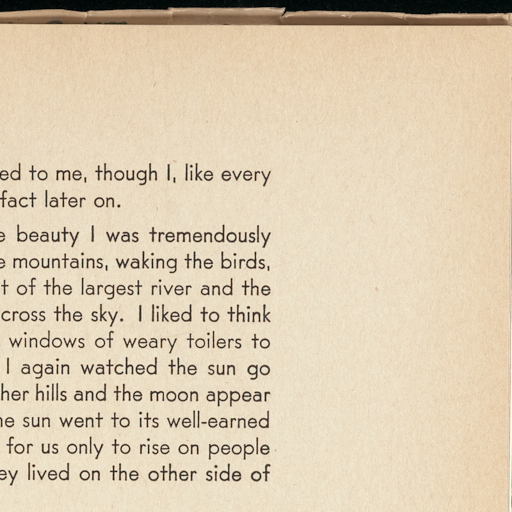 ed to me, though I, like every
fact later on.
e beauty I was tremendously
e mountains, waking the birds,
t of the largest river and the
cross the sky. I liked to think
windows of weary toilers to
I again watched the sun go
her hills and the moon appear
he sun went to its well-earned
for us only to rise on people
ey lived on the other side of